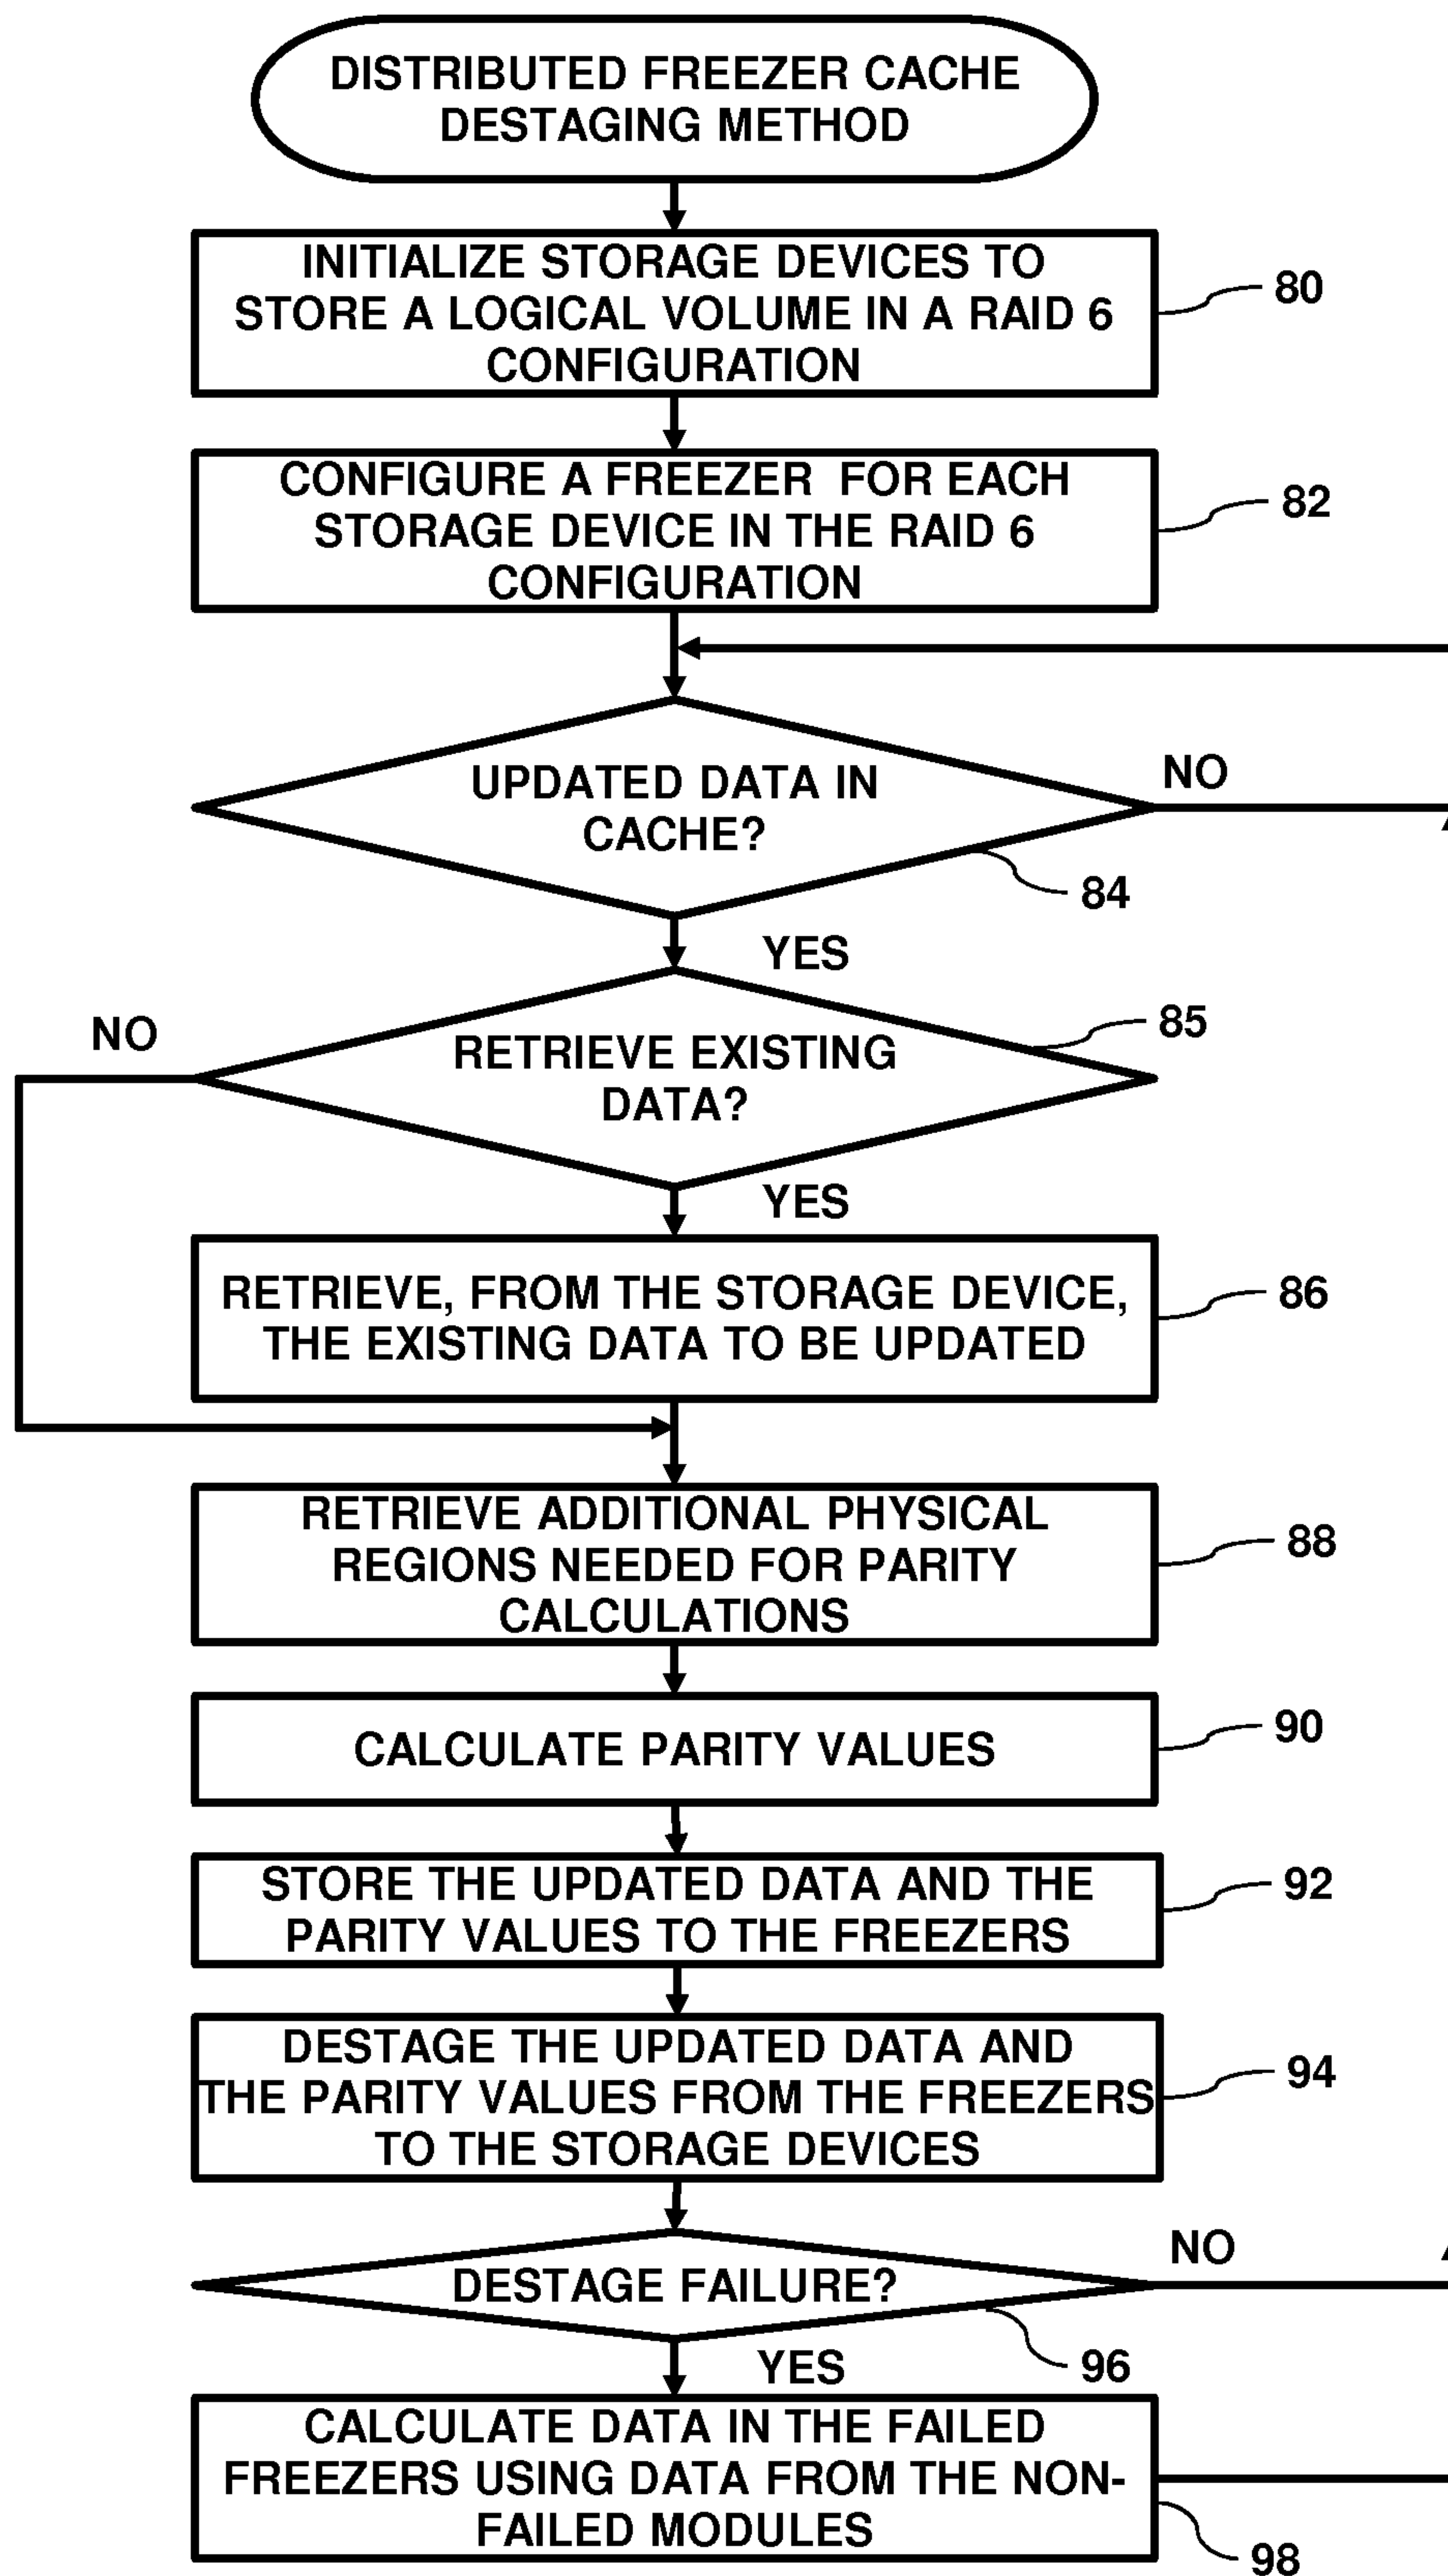 DISTRIBUTED FREEZER CACHE
DESTAGING METHOD
INITIALIZE STORAGE DEVICES TO
STORE A LOGICAL VOLUME IN A RAID 6
CONFIGURATION
80
CONFIGURE A FREEZER FOR EACH
STORAGE DEVICE IN THE RAID 6
CONFIGURATION
82
UPDATED DATA IN
CACHE?
NO
84
YES
RETRIEVE EXISTING
DATA?
85
NO
YES
RETRIEVE, FROM THE STORAGE DEVICE,
THE EXISTING DATA TO BE UPDATED
86
RETRIEVE ADDITIONAL PHYSICAL
REGIONS NEEDED FOR PARITY
CALCULATIONS
88
CALCULATE PARITY VALUES
90
STORE THE UPDATED DATA AND THE
PARITY VALUES TO THE FREEZERS
92
DESTAGE THE UPDATED DATA AND
THE PARITY VALUES FROM THE FREEZERS
TO THE STORAGE DEVICES
94
DESTAGE FAILURE?
NO
96
YES
CALCULATE DATA IN THE FAILED
FREEZERS USING DATA FROM THE NON-
FAILED MODULES
98